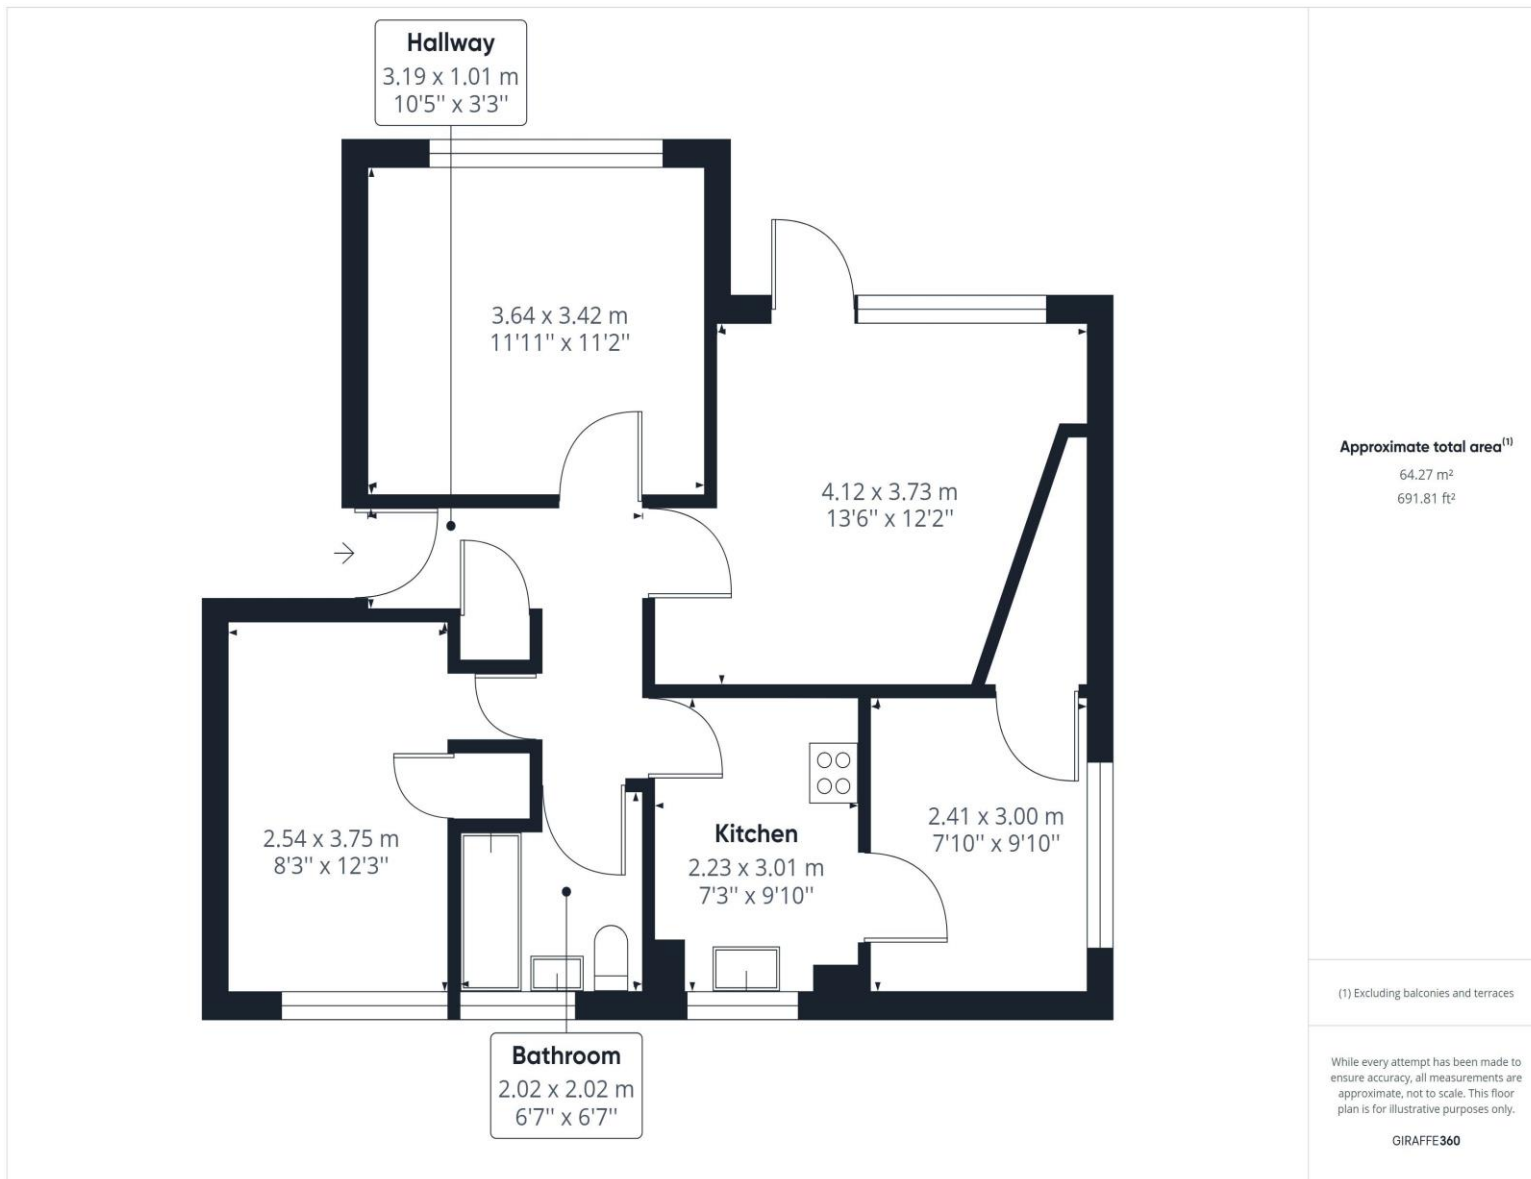 Hallway
3.19 x 1.01 m
10'5'' x 3'3''
3.64 x 3.42 m
11'11'' x 11'2''
4.12 x 3.73 m
13'6'' x 12'2''
2.54 x 3.75 m
8'3'' x 12'3''
Kitchen
2.23 x 3.01 m
7'3'' x 9'10''
2.41 x 3.00 m
7'10'' x 9'10''
Bathroom
2.02 x 2.02 m
6'7'' x 6'7''
Approximate total area(1)
64.27 m²
691.81 ft²
(1) Excluding balconies and terraces
While every attempt has been made to
ensure accuracy, all measurements are
approximate, not to scale. This floor
plan is for illustrative purposes only.
GIRAFFE360